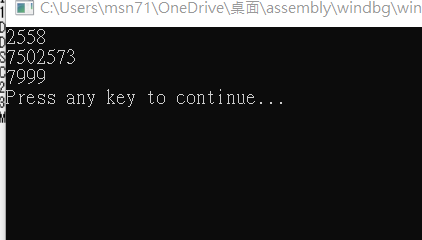 C:\Users\msn71\OneDrive\桌面\assembly\windbg\win
2558
7502573
7999
Press any key to continue...